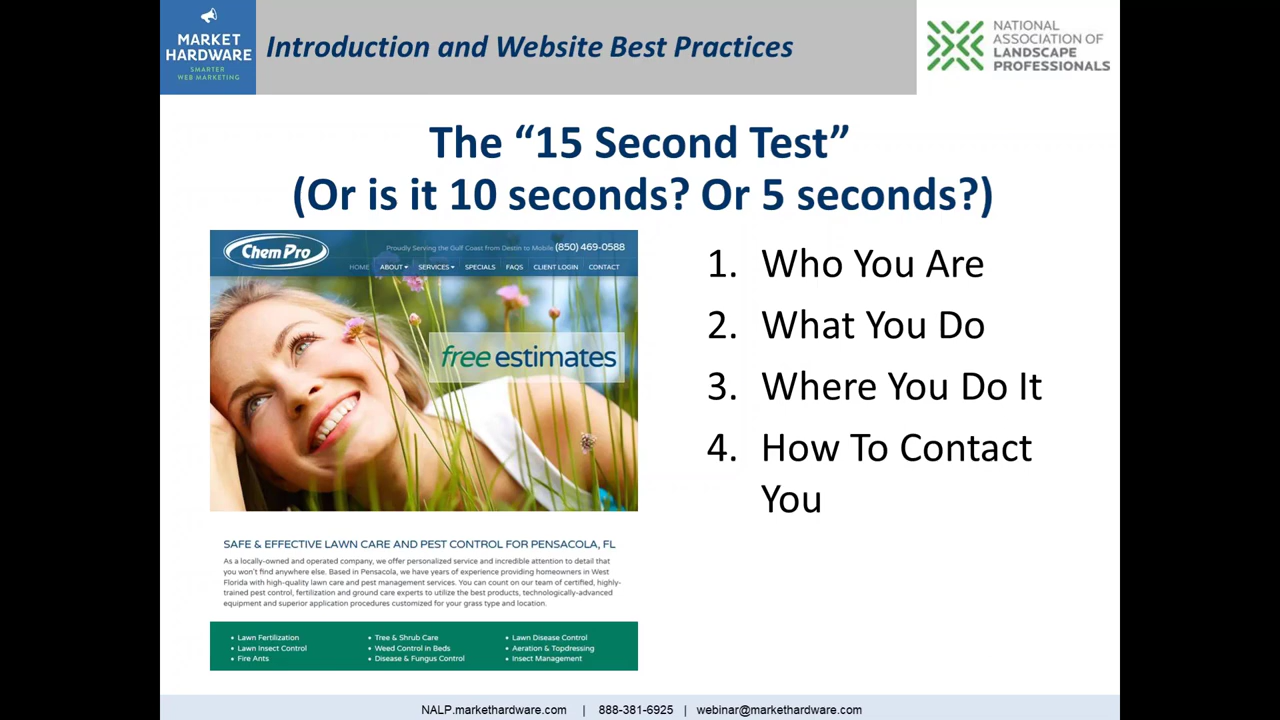 MARKET
HARDWARE
SMARTER
WEB MARKETING
Introduction and Website Best Practices
NATIONAL
ASSOCIATION OF
LANDSCAPE
PROFESSIONALS
The “15 Second Test”
(Or is it 10 seconds? Or 5 seconds?)
ChemPro
Proudly Serving the Gulf Coast from Destin to Mobile (850) 469-0588
HOME ABOUT SERVICES SPECIALS FAQS CLIENT LOGIN CONTACT
free estimates
SAFE & EFFECTIVE LAWN CARE AND PEST CONTROL FOR PENSACOLA, FL
As a locally-owned and operated company, we offer personalized service and incredible attention to detail that
you won't find anywhere else. Based in Pensacola, we have years of experience providing homeowners in West
Florida with high-quality lawn care and pest management services. You can count on our team of certified, highly-
trained pest control, fertilization and ground care experts to utilize the best products, technologically-advanced
equipment and superior application procedures customized for your grass type and location.
• Lawn Fertilization
• Lawn Insect Control
• Fire Ants
• Tree & Shrub Care
• Weed Control in Beds
• Disease & Fungus Control
• Lawn Disease Control
• Aeration & Topdressing
• Insect Management
1. Who You Are
2. What You Do
3. Where You Do It
4. How To Contact
You
NALP.markethardware.com | 888-381-6925 | webinar@markethardware.com